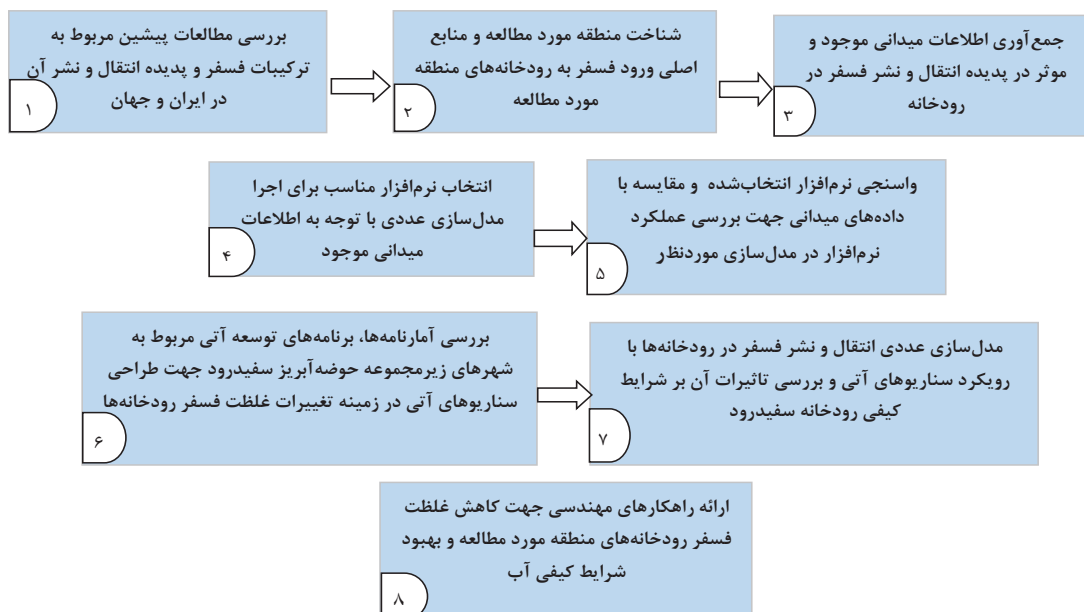 بررسی مطالعات پیشین مربوط به
ترکیبات فسفر و پدیده انتقال و نشر آن
در ایران و جهان
۱
شناخت منطقه مورد مطالعه و منابع
اصلی ورود فسفر به رودخانه‌های منطقه
مورد مطالعه
۲
جمع‌آوری اطلاعات میدانی موجود و
موثر در پدیده انتقال و نشر فسفر در
رودخانه
۳
انتخاب نرم‌افزار مناسب برای اجرا
مدل‌سازی عددی با توجه به اطلاعات
میدانی موجود
۴
واسنجی نرم‌افزار انتخاب‌شده و مقایسه با
داده‌های میدانی جهت بررسی عملکرد
نرم‌افزار در مدل‌سازی موردنظر
۵
بررسی آمارنامه‌ها، برنامه‌های توسعه آتی مربوط به
شهرهای زیرمجموعه حوضه‌آبریز سفیدرود جهت طراحی
سناریوهای آتی در زمینه تغییرات غلظت فسفر رودخانه‌ها
۶
مدل‌سازی عددی انتقال و نشر فسفر در رودخانه‌ها با
رویکرد سناریوهای آتی و بررسی تاثیرات آن بر شرایط
کیفی رودخانه سفیدرود
۷
ارائه راهکارهای مهندسی جهت کاهش غلظت
فسفر رودخانه‌های منطقه مورد مطالعه و بهبود
شرایط کیفی آب
۸